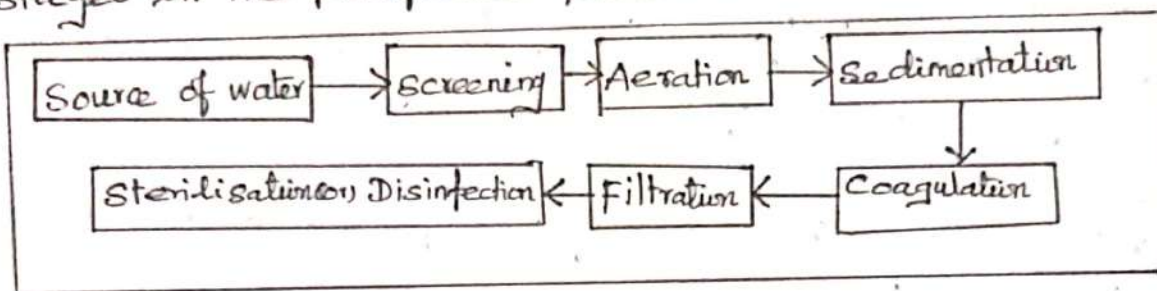 Source of water
Screening
Aeration
Sedimentation
Coagulation
Filtration
Sterilisation (or) Disinfection